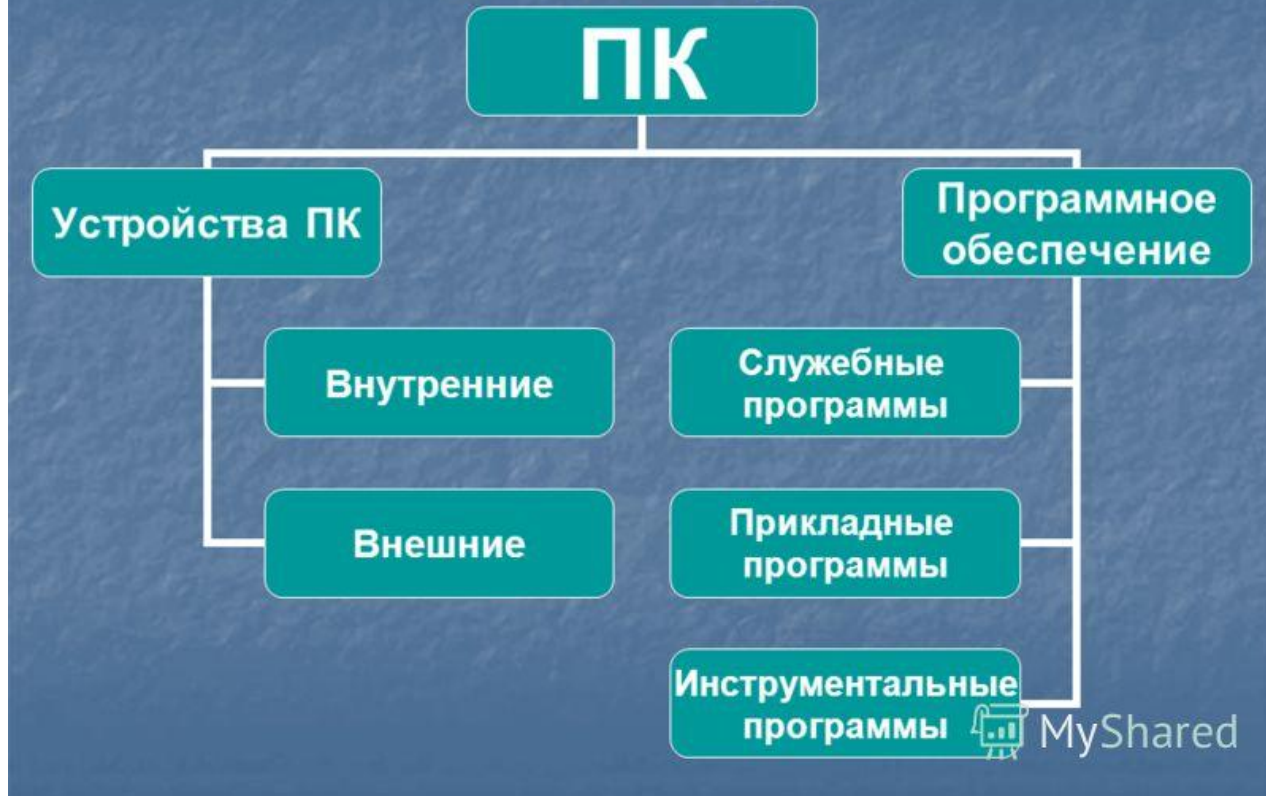 ПК
Устройства ПК
Программное
обеспечение
Внутренние
Служебные
программы
Внешние
Прикладные
программы
Инструментальные
программы
MyShared